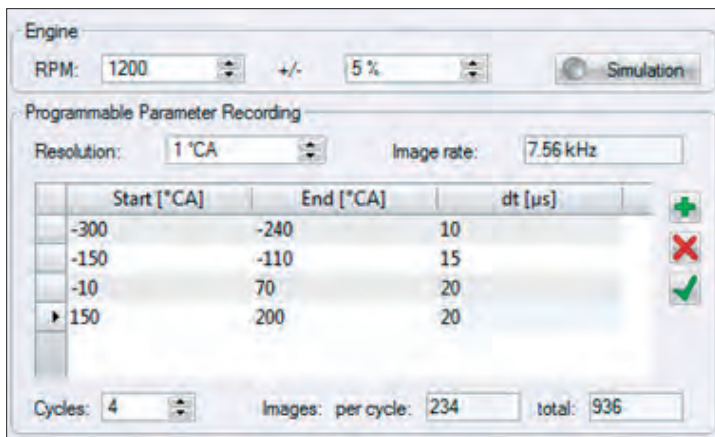 Engine
RPM: 1200 +/- 5 % Simulation
Programmable Parameter Recording
Resolution: 1 °CA Image rate: 7.56 kHz
Start [°CA] End [°CA] dt [µs]
-300 -240 10
-150 -110 15
-10 70 20
150 200 20
Cycles: 4 Images: per cycle: 234 total: 936